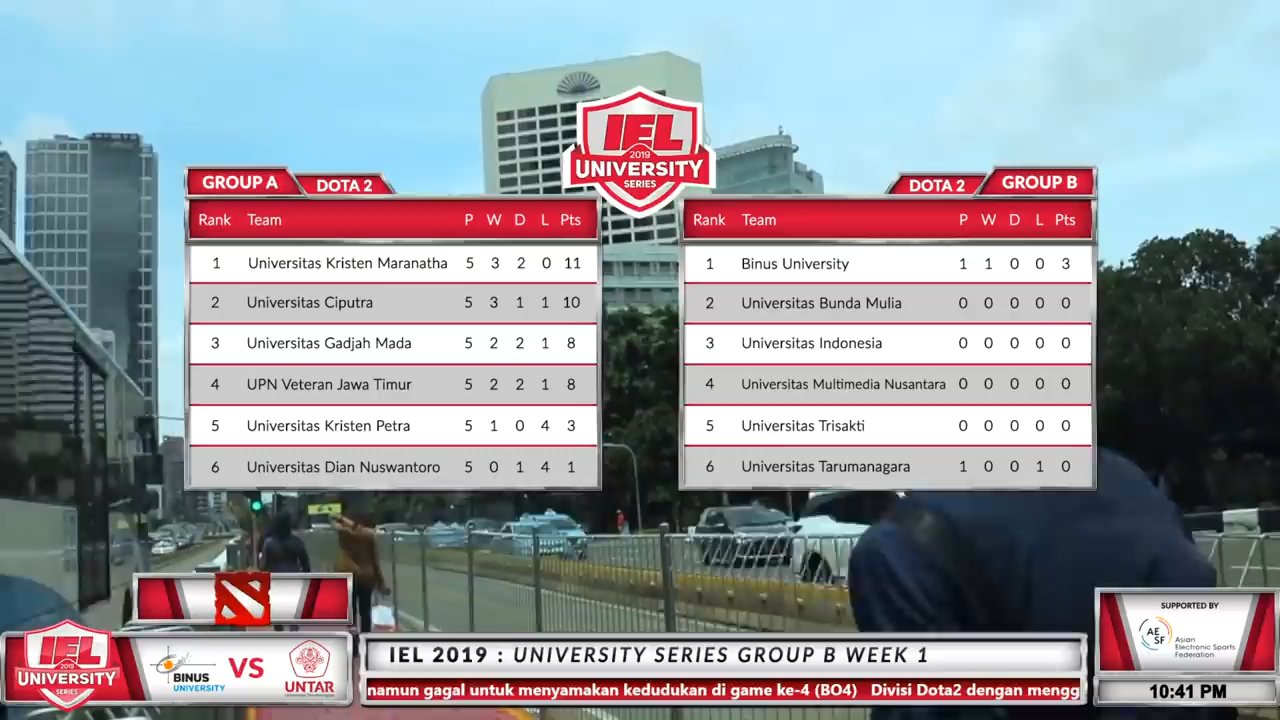 IEL
2019
UNIVERSITY
SERIES
GROUP A DOTA 2
Rank Team P W D L Pts
1 Universitas Kristen Maranatha 5 3 2 0 11
2 Universitas Ciputra 5 3 1 1 10
3 Universitas Gadjah Mada 5 2 2 1 8
4 UPN Veteran Jawa Timur 5 2 2 1 8
5 Universitas Kristen Petra 5 1 0 4 3
6 Universitas Dian Nuswantoro 5 0 1 4 1
DOTA 2 GROUP B
Rank Team P W D L Pts
1 Binus University 1 1 0 0 3
2 Universitas Bunda Mulia 0 0 0 0 0
3 Universitas Indonesia 0 0 0 0 0
4 Universitas Multimedia Nusantara 0 0 0 0 0
5 Universitas Trisakti 0 0 0 0 0
6 Universitas Tarumanagara 1 0 0 1 0
IEL
2019
UNIVERSITY
SERIES
BINUS
UNIVERSITY
VS
UNTAR
IEL 2019 : UNIVERSITY SERIES GROUP B WEEK 1
namun gagal untuk menyamakan kedudukan di game ke-4 (BO4) Divisi Dota2 dengan mengg
SUPPORTED BY
AE
SF
Asian
Electronic Sports
Federation
10:41 PM